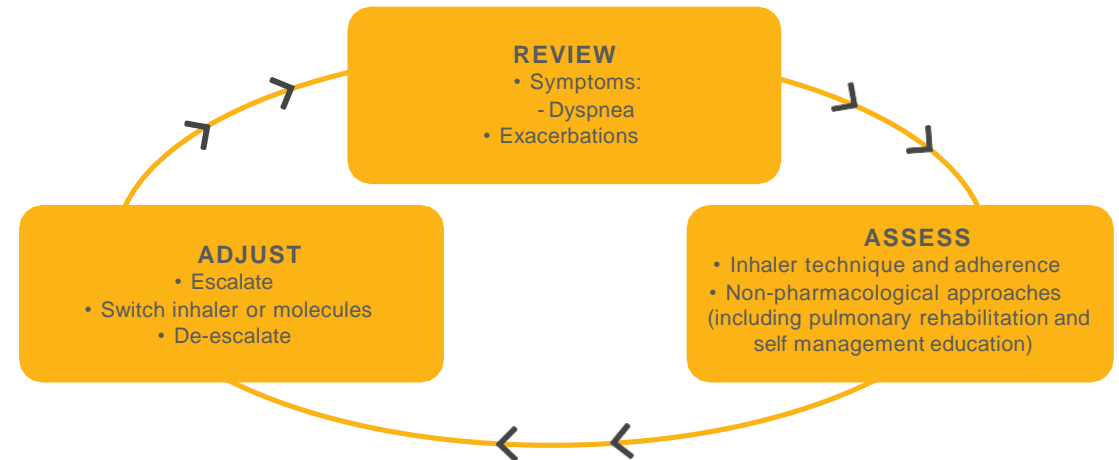 REVIEW
• Symptoms:
- Dyspnea
• Exacerbations
ADJUST
• Escalate
• Switch inhaler or molecules
• De-escalate
ASSESS
• Inhaler technique and adherence
• Non-pharmacological approaches
(including pulmonary rehabilitation and
self management education)